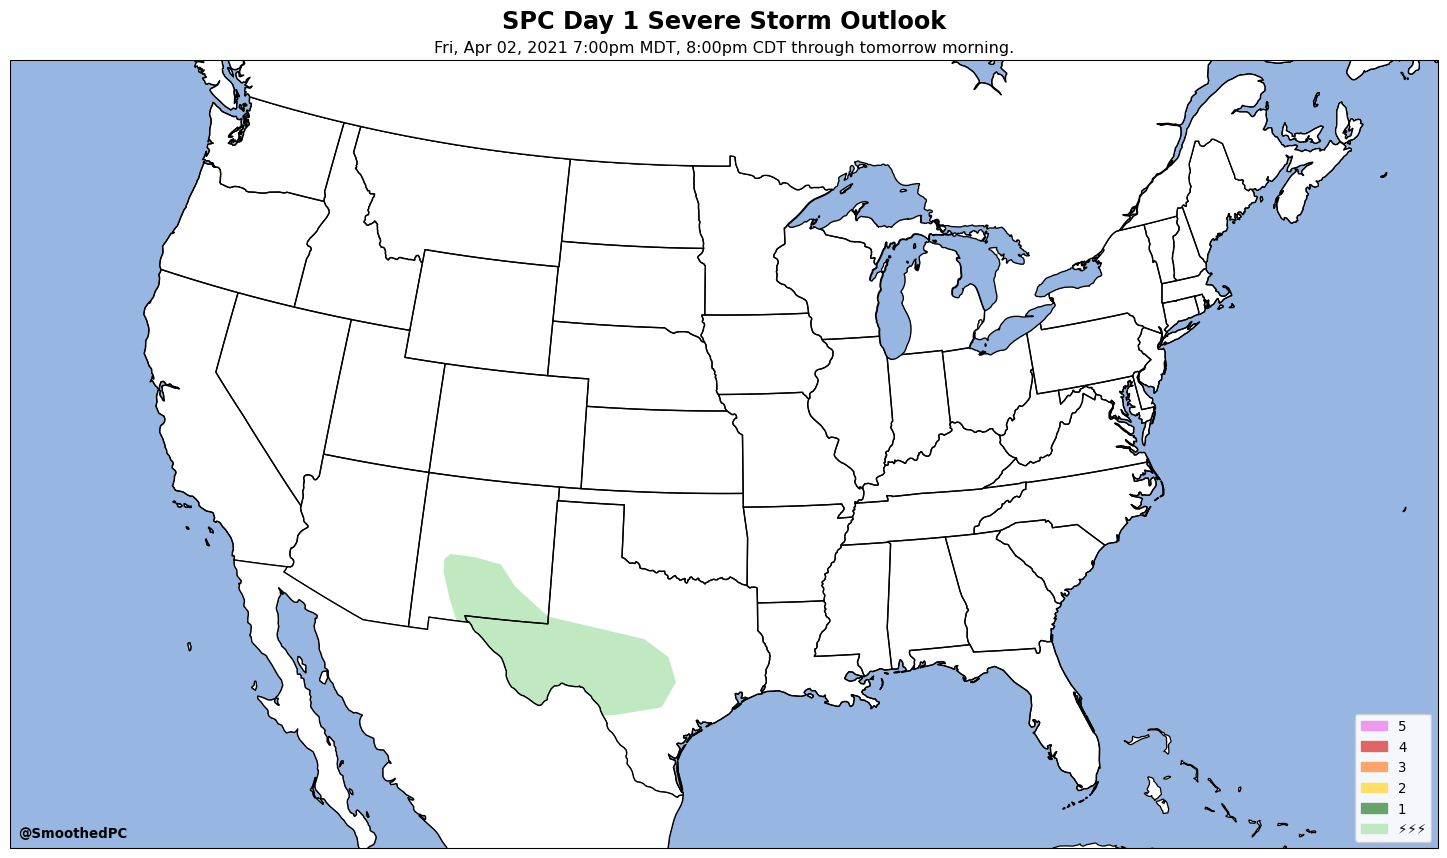 SPC Day 1 Severe Storm Outlook
Fri, Apr 02, 2021 7:00pm MDT, 8:00pm CDT through tomorrow morning.
5
4
3
2
1
⚡⚡⚡
@SmoothedPC